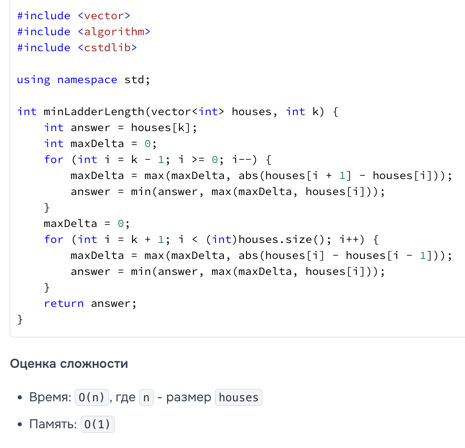 #include <vector>
#include <algorithm>
#include <cstdlib>

using namespace std;

int minLadderLength(vector<int> houses, int k) {
    int answer = houses[k];
    int maxDelta = 0;
    for (int i = k - 1; i >= 0; i--) {
        maxDelta = max(maxDelta, abs(houses[i + 1] - houses[i]));
        answer = min(answer, max(maxDelta, houses[i]));
    }
    maxDelta = 0;
    for (int i = k + 1; i < (int)houses.size(); i++) {
        maxDelta = max(maxDelta, abs(houses[i] - houses[i - 1]));
        answer = min(answer, max(maxDelta, houses[i]));
    }
    return answer;
}

Оценка сложности
• Время: O(n), где n - размер houses
• Память: O(1)